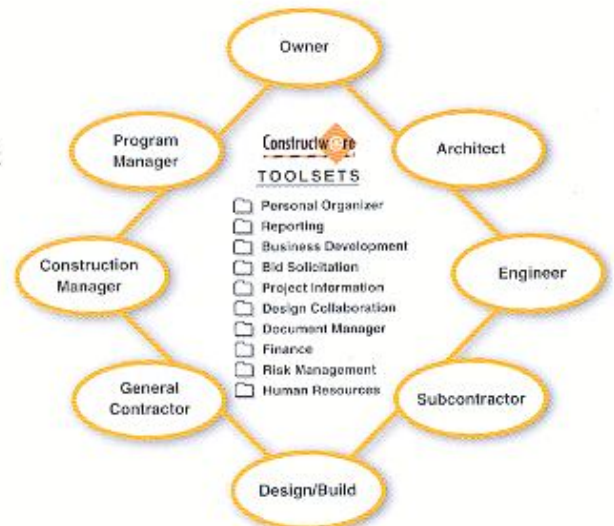 Owner
Program
Manager
Architect
Constructware
TOOLSETS
Personal Organizer
Reporting
Business Development
Bid Solicitation
Project Information
Design Collaboration
Document Manager
Finance
Risk Management
Human Resources
Construction
Manager
Engineer
General
Contractor
Subcontractor
Design/Build